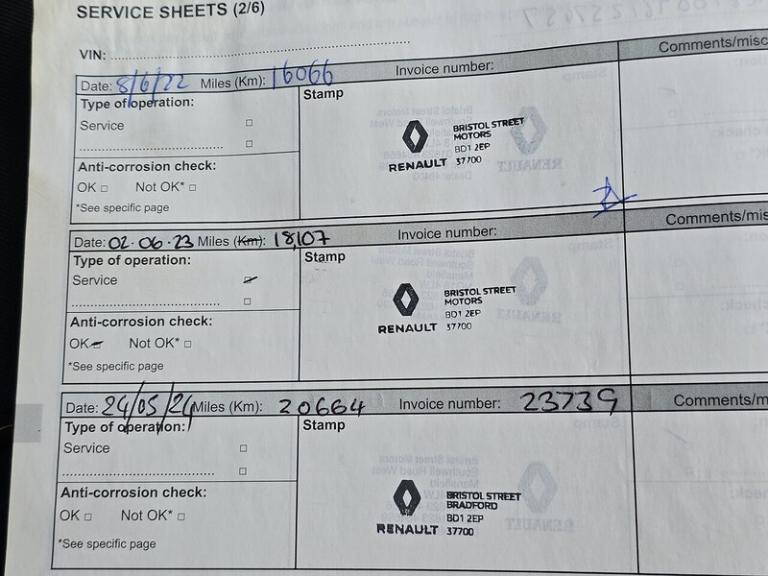 SERVICE SHEETS (2/6)
VIN:
Comments/misc
Date: 8/6/22 Miles (Km): 16066 Invoice number:
Type of operation:
Stamp
Service
BRISTOL STREET
MOTORS
BD1 2EP
RENAULT 37700
Anti-corrosion check:
OK Not OK*
*See specific page
Comments/mis
Date: 02.06.23 Miles (Km): 18,107 Invoice number:
Type of operation:
Stamp
Service
BRISTOL STREET
MOTORS
BD1 2EP
RENAULT 37700
Anti-corrosion check:
OK Not OK*
*See specific page
Date: 24/05/24 Miles (Km): 20664 Invoice number: 23739 Comments/m
Type of operation:
Stamp
Service
BRISTOL STREET
BRADFORD
BD1 2EP
RENAULT 37700
Anti-corrosion check:
OK Not OK*
*See specific page